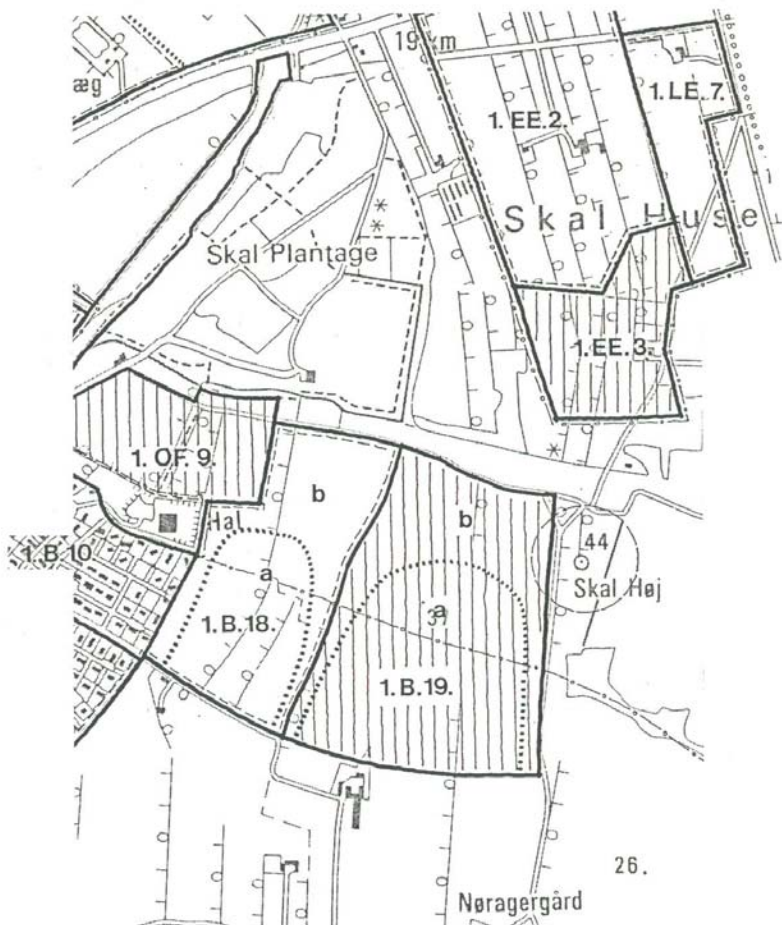 19 km
æg
1. EE. 2.
1. LE. 7.
Skal Huse
Skal Plantage
1. EE. 3.
1. OF. 9.
b
b
Hal
1. B 10
44
a
a
Skal Høj
1. B. 18.
1. B. 19.
26.
Nøragergård